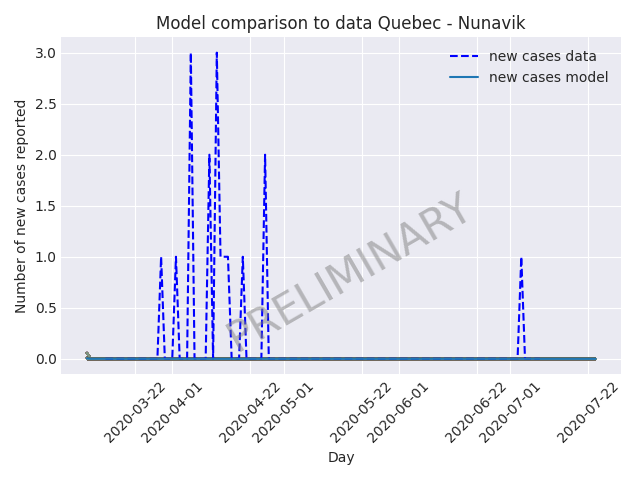 Model comparison to data Quebec - Nunavik
new cases data
new cases model
Number of new cases reported
3.0
2.5
2.0
1.5
1.0
0.5
0.0
PRELIMINARY
2020-03-22
2020-04-01
2020-04-22
2020-05-01
2020-05-22
2020-06-01
2020-06-22
2020-07-01
2020-07-22
Day